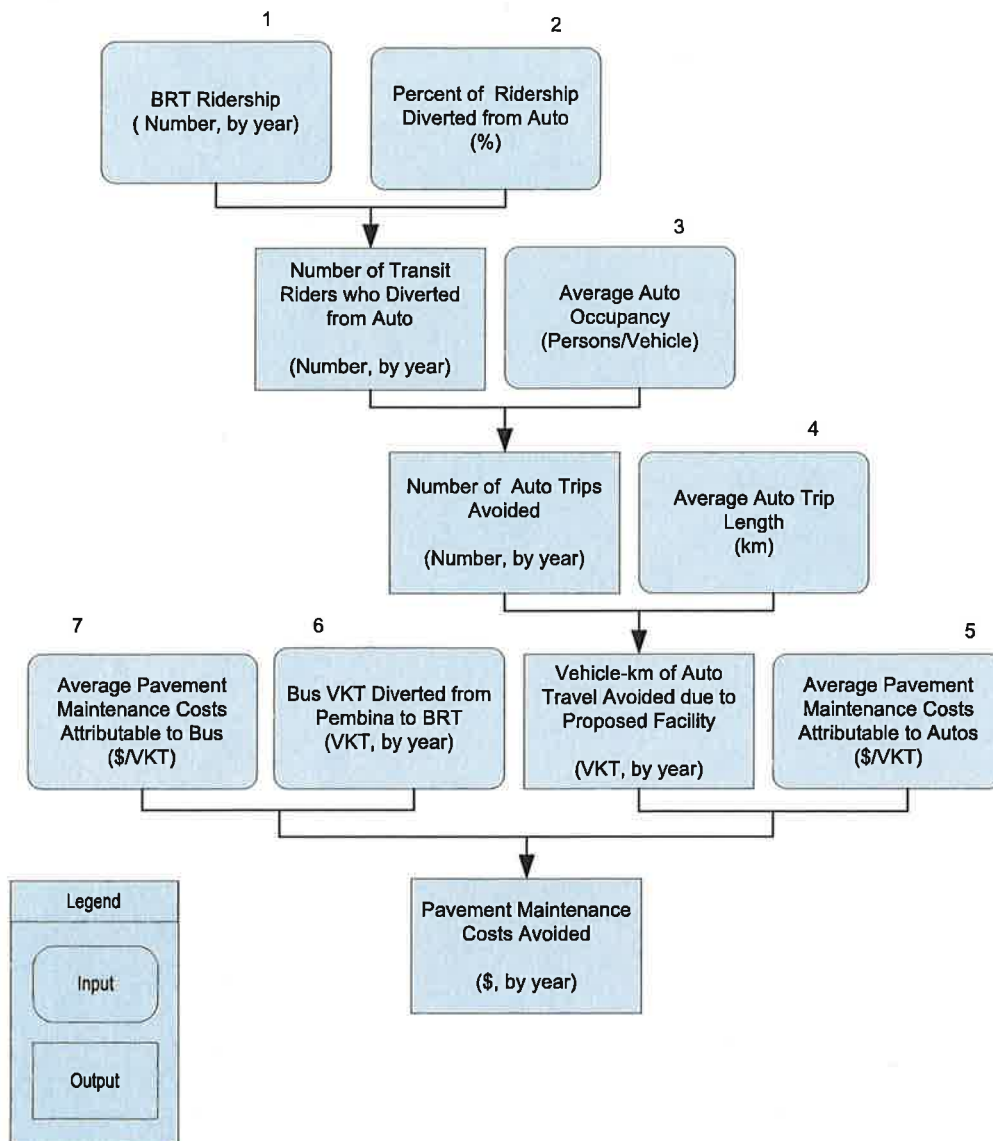 1
2
BRT Ridership
( Number, by year)
Percent of Ridership
Diverted from Auto
(%)
3
Number of Transit
Riders who Diverted
from Auto
(Number, by year)
Average Auto
Occupancy
(Persons/Vehicle)
4
Number of Auto Trips
Avoided
(Number, by year)
Average Auto Trip
Length
(km)
7
6
5
Average Pavement
Maintenance Costs
Attributable to Bus
($/VKT)
Bus VKT Diverted from
Pembina to BRT
(VKT, by year)
Vehicle-km of Auto
Travel Avoided due to
Proposed Facility
(VKT, by year)
Average Pavement
Maintenance Costs
Attributable to Autos
($/VKT)
Pavement Maintenance
Costs Avoided
($, by year)
Legend
Input
Output